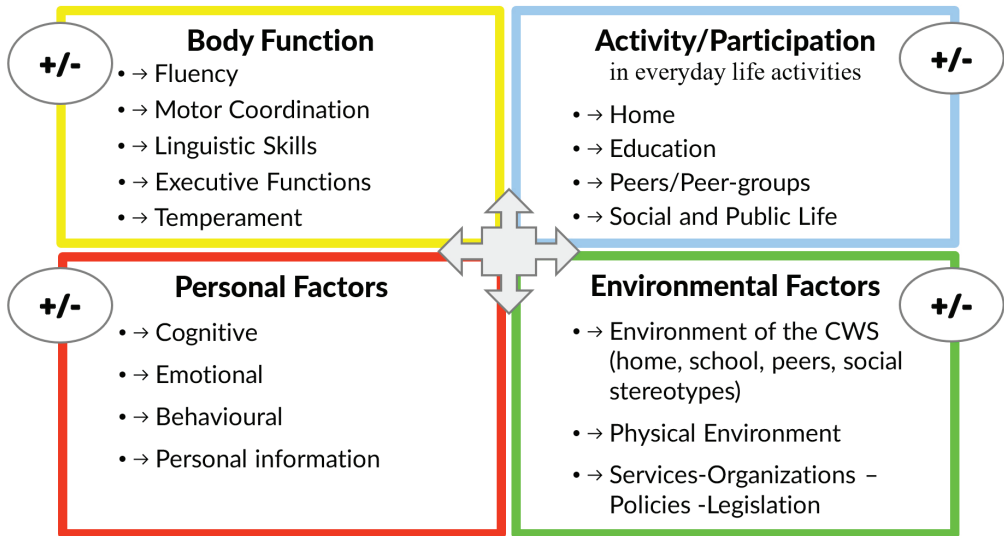 +/-
Body Function
• → Fluency
• → Motor Coordination
• → Linguistic Skills
• → Executive Functions
• → Temperament
+/-
Activity/Participation
in everyday life activities
• → Home
• → Education
• → Peers/Peer-groups
• → Social and Public Life
+/-
Personal Factors
• → Cognitive
• → Emotional
• → Behavioural
• → Personal information
+/-
Environmental Factors
• → Environment of the CWS
(home, school, peers, social
stereotypes)
• → Physical Environment
• → Services-Organizations –
Policies -Legislation